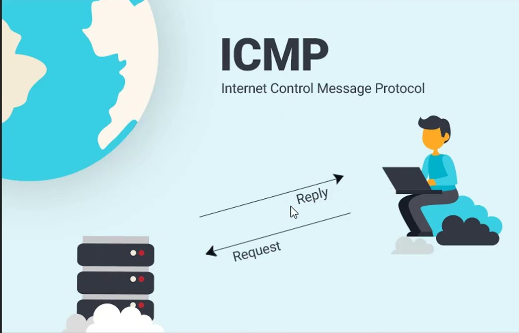 ICMP
Internet Control Message Protocol
Reply
Request